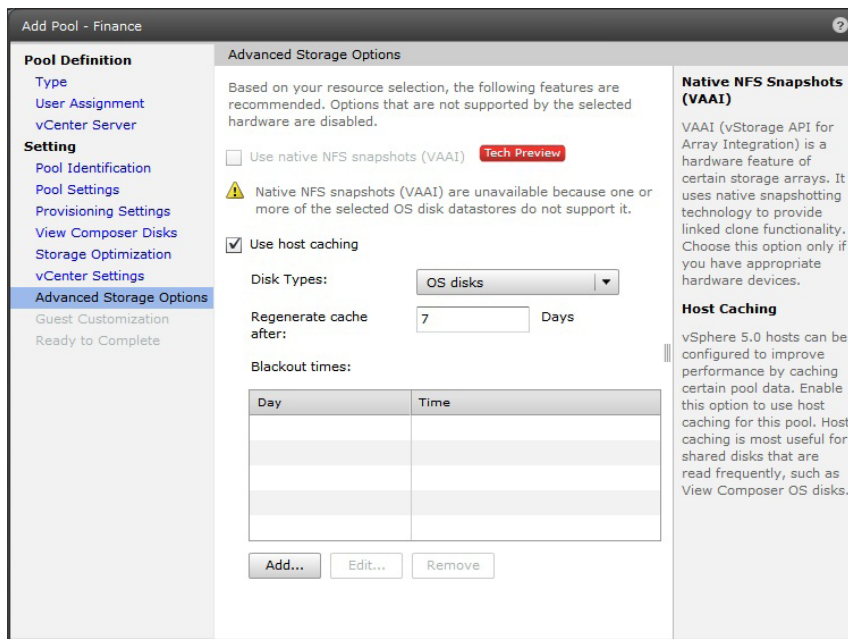 Add Pool - Finance
?
Pool Definition
Type
User Assignment
vCenter Server
Setting
Pool Identification
Pool Settings
Provisioning Settings
View Composer Disks
Storage Optimization
vCenter Settings
Advanced Storage Options
Guest Customization
Ready to Complete
Advanced Storage Options
Based on your resource selection, the following features are
recommended. Options that are not supported by the selected
hardware are disabled.
Use native NFS snapshots (VAAI) Tech Preview
Native NFS snapshots (VAAI) are unavailable because one or
more of the selected OS disk datastores do not support it.
Use host caching
Disk Types: OS disks
Regenerate cache
after:
7 Days
Blackout times:
Day Time
Add... Edit... Remove
Native NFS Snapshots
(VAAI)
VAAI (vStorage API for
Array Integration) is a
hardware feature of
certain storage arrays. It
uses native snapshotting
technology to provide
linked clone functionality.
Choose this option only if
you have appropriate
hardware devices.
Host Caching
vSphere 5.0 hosts can be
configured to improve
performance by caching
certain pool data. Enable
this option to use host
caching for this pool. Host
caching is most useful for
shared disks that are
read frequently, such as
View Composer OS disks.